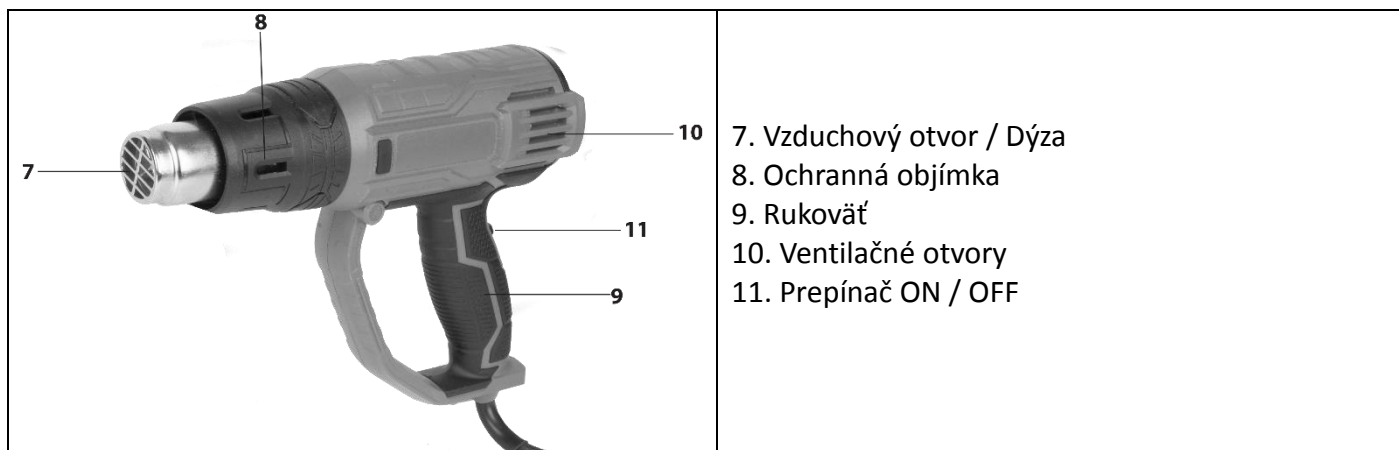 8
7
10
11
9
7. Vzduchový otvor / Dýza
8. Ochranná objímka
9. Rukoväť
10. Ventilačné otvory
11. Prepínač ON / OFF